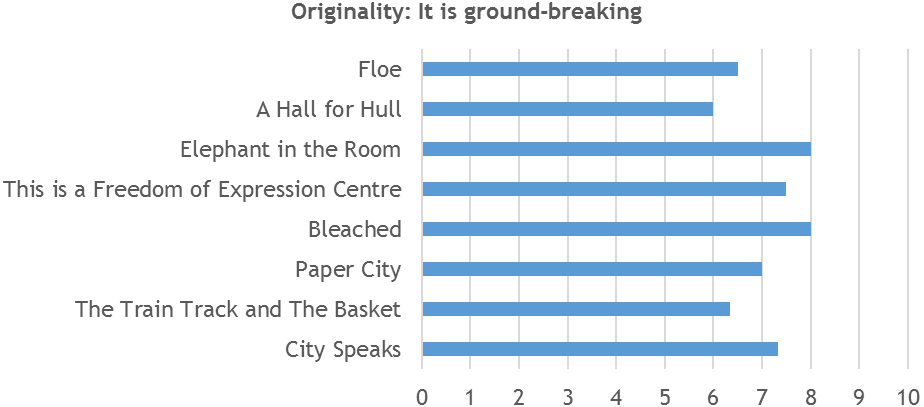 Originality: It is ground-breaking
Floe
A Hall for Hull
Elephant in the Room
This is a Freedom of Expression Centre
Bleached
Paper City
The Train Track and The Basket
City Speaks
0 1 2 3 4 5 6 7 8 9 10